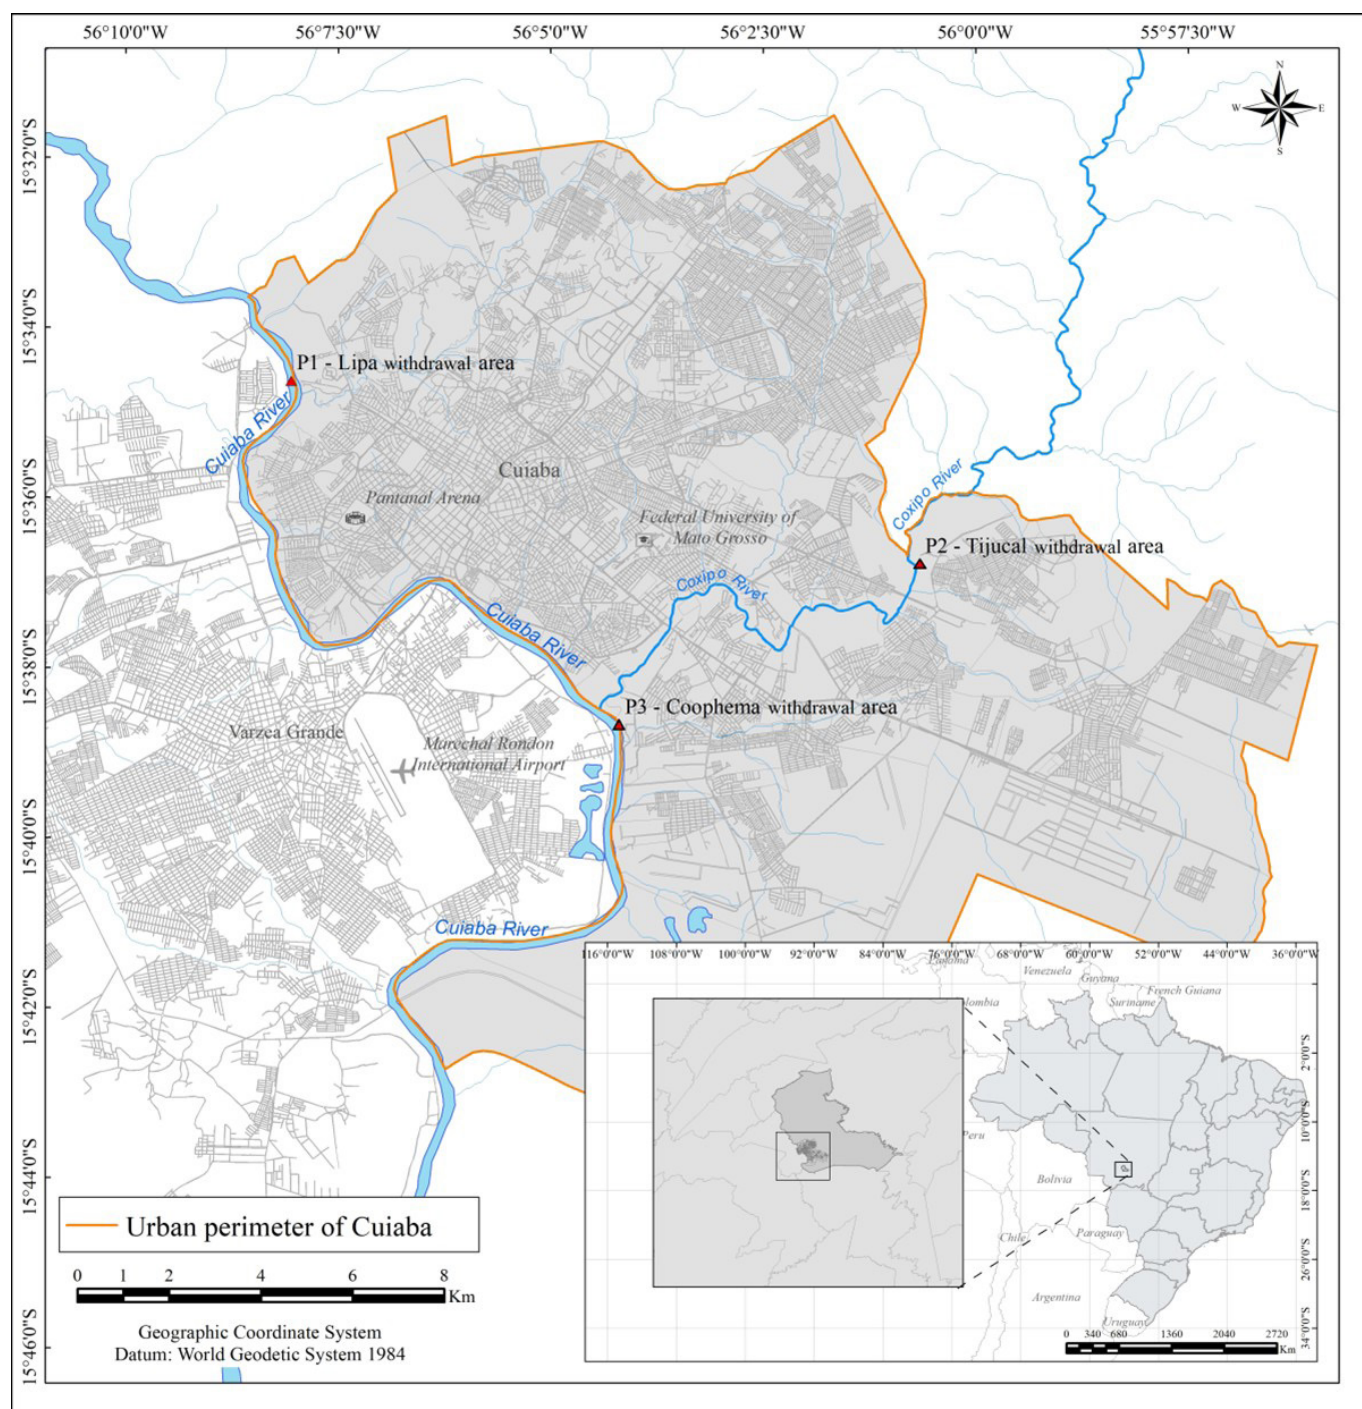 56°10'0"W 56°7'30"W 56°5'0"W 56°2'30"W 56°0'0"W 55°57'30"W
N
W E
S
15°32'0"S
15°34'0"S
15°36'0"S
15°38'0"S
15°40'0"S
15°42'0"S
15°44'0"S
15°46'0"S
P1 - Lipa withdrawal area
Cuiaba River
Cuiaba
Pantanal Arena
Federal University of
Mato Grosso
Coxipo River
P2 - Tijucal withdrawal area
Coxipo River
Cuiaba River
P3 - Coophema withdrawal area
Varzea Grande
Marechal Rondon
International Airport
Cuiaba River
116°0'0"W 108°0'0"W 100°0'0"W 92°0'0"W 84°0'0"W 76°0'0"W 68°0'0"W 60°0'0"W 52°0'0"W 44°0'0"W 36°0'0"W
Panama
Venezuela
Guyana
French Guiana
Suriname
lombia
Peru
Bolivia
Chile
Paraguay
Argentina
Uruguay
2°0'0"S
10°0'0"S
18°0'0"S
26°0'0"S
34°0'0"S
0 340 680 1360 2040 2720
Km
Urban perimeter of Cuiaba
0 1 2 4 6 8
Km
Geographic Coordinate System
Datum: World Geodetic System 1984